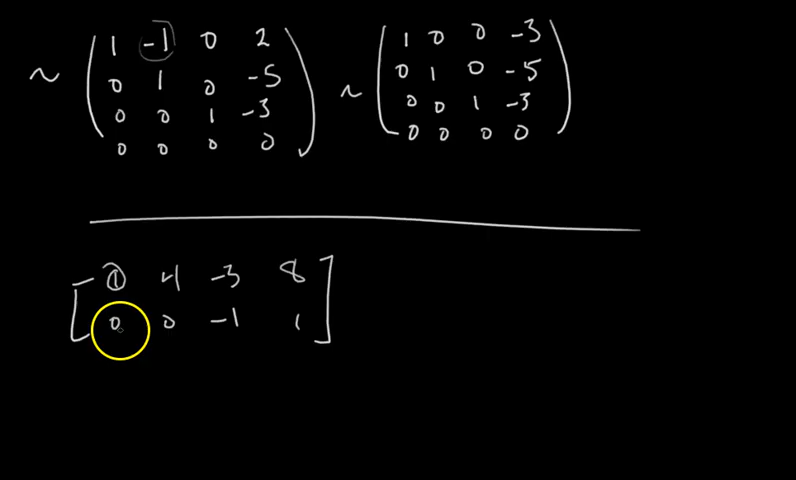 ~ ( 1 -1 0 2 ) ~ ( 1 0 0 -3 )
0 1 0 -5   0 1 0 -5
0 0 1 -3   0 0 1 -3
0 0 0 0   0 0 0 0
[ 1 4 -3 8 ]
0 0 -1 1